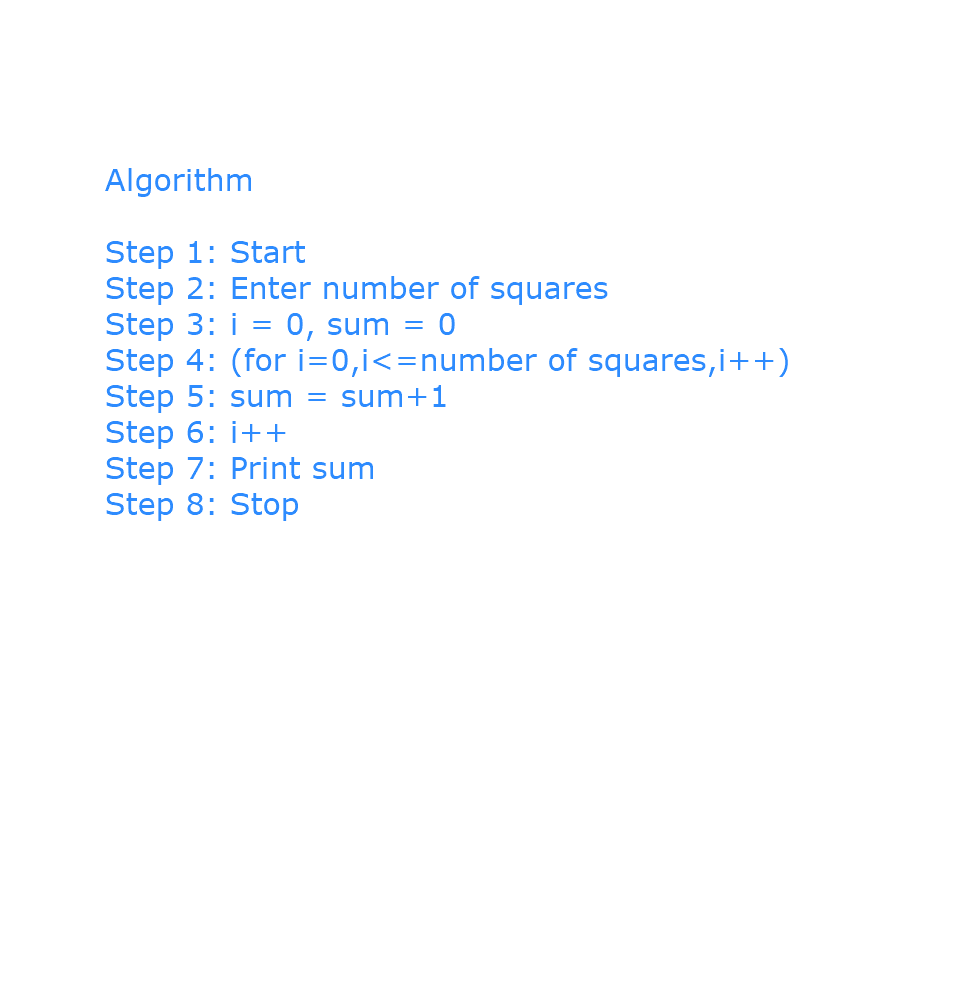 Algorithm
Step 1: Start
Step 2: Enter number of squares
Step 3: i = 0, sum = 0
Step 4: (for i=0,i<=number of squares,i++)
Step 5: sum = sum+1
Step 6: i++
Step 7: Print sum
Step 8: Stop